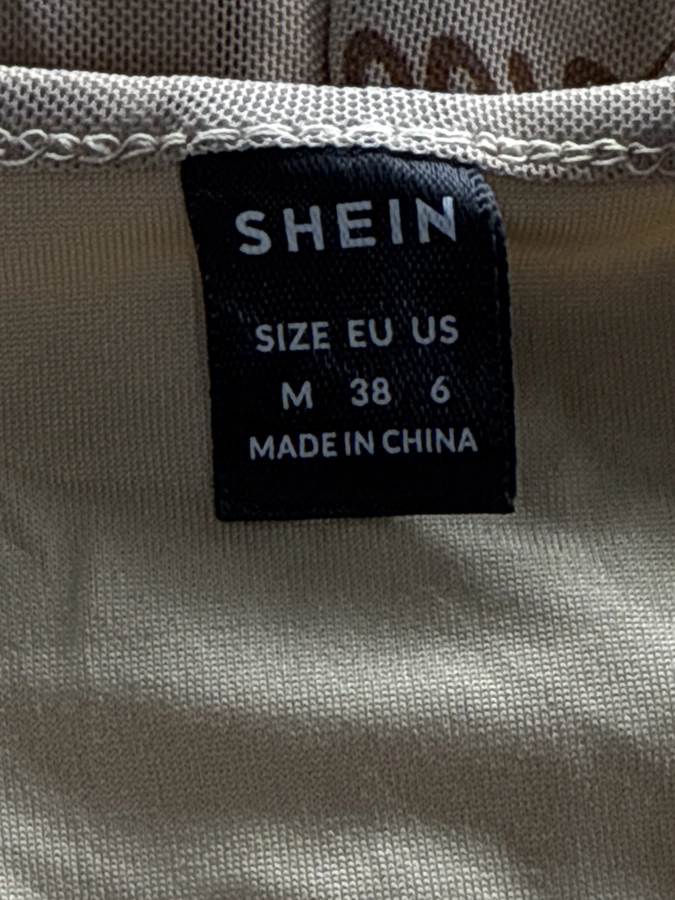 SHEIN
SIZE EU US
M 38 6
MADE IN CHINA